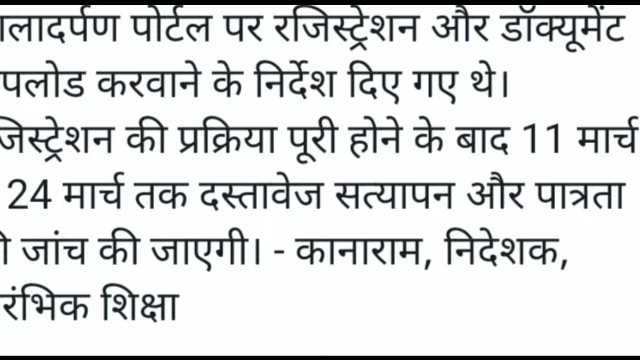 लादर्पण पोर्टल पर रजिस्ट्रेशन और डॉक्यूमेंट
पलोड करवाने के निर्देश दिए गए थे।
जिस्ट्रेशन की प्रक्रिया पूरी होने के बाद 11 मार्च
24 मार्च तक दस्तावेज सत्यापन और पात्रता
जांच की जाएगी। - कानाराम, निदेशक,
रंभिक शिक्षा